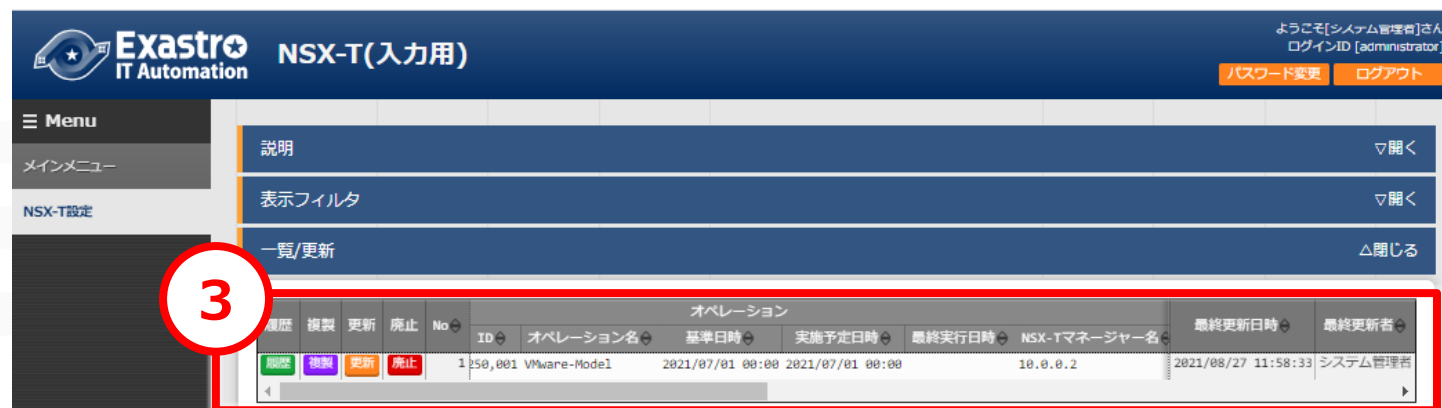 Exastro
IT Automation
NSX-T(入力用)
ようこそ[システム管理者]さん
ログインID [administrator]
パスワード変更 ログアウト
Menu
メインメニュー
NSX-T設定
説明 ▽開く
表示フィルタ ▽開く
一覧/更新 △閉じる
3
履歴 複製 更新 廃止 No オペレーション 最終更新日時 最終更新者
ID オペレーション名 基準日時 実施予定日時 最終実行日時 NSX-Tマネージャー名
履歴 複製 更新 廃止 1 250,001 VMware-Model 2021/07/01 00:00 2021/07/01 00:00 10.0.0.2 2021/08/27 11:58:33 システム管理者